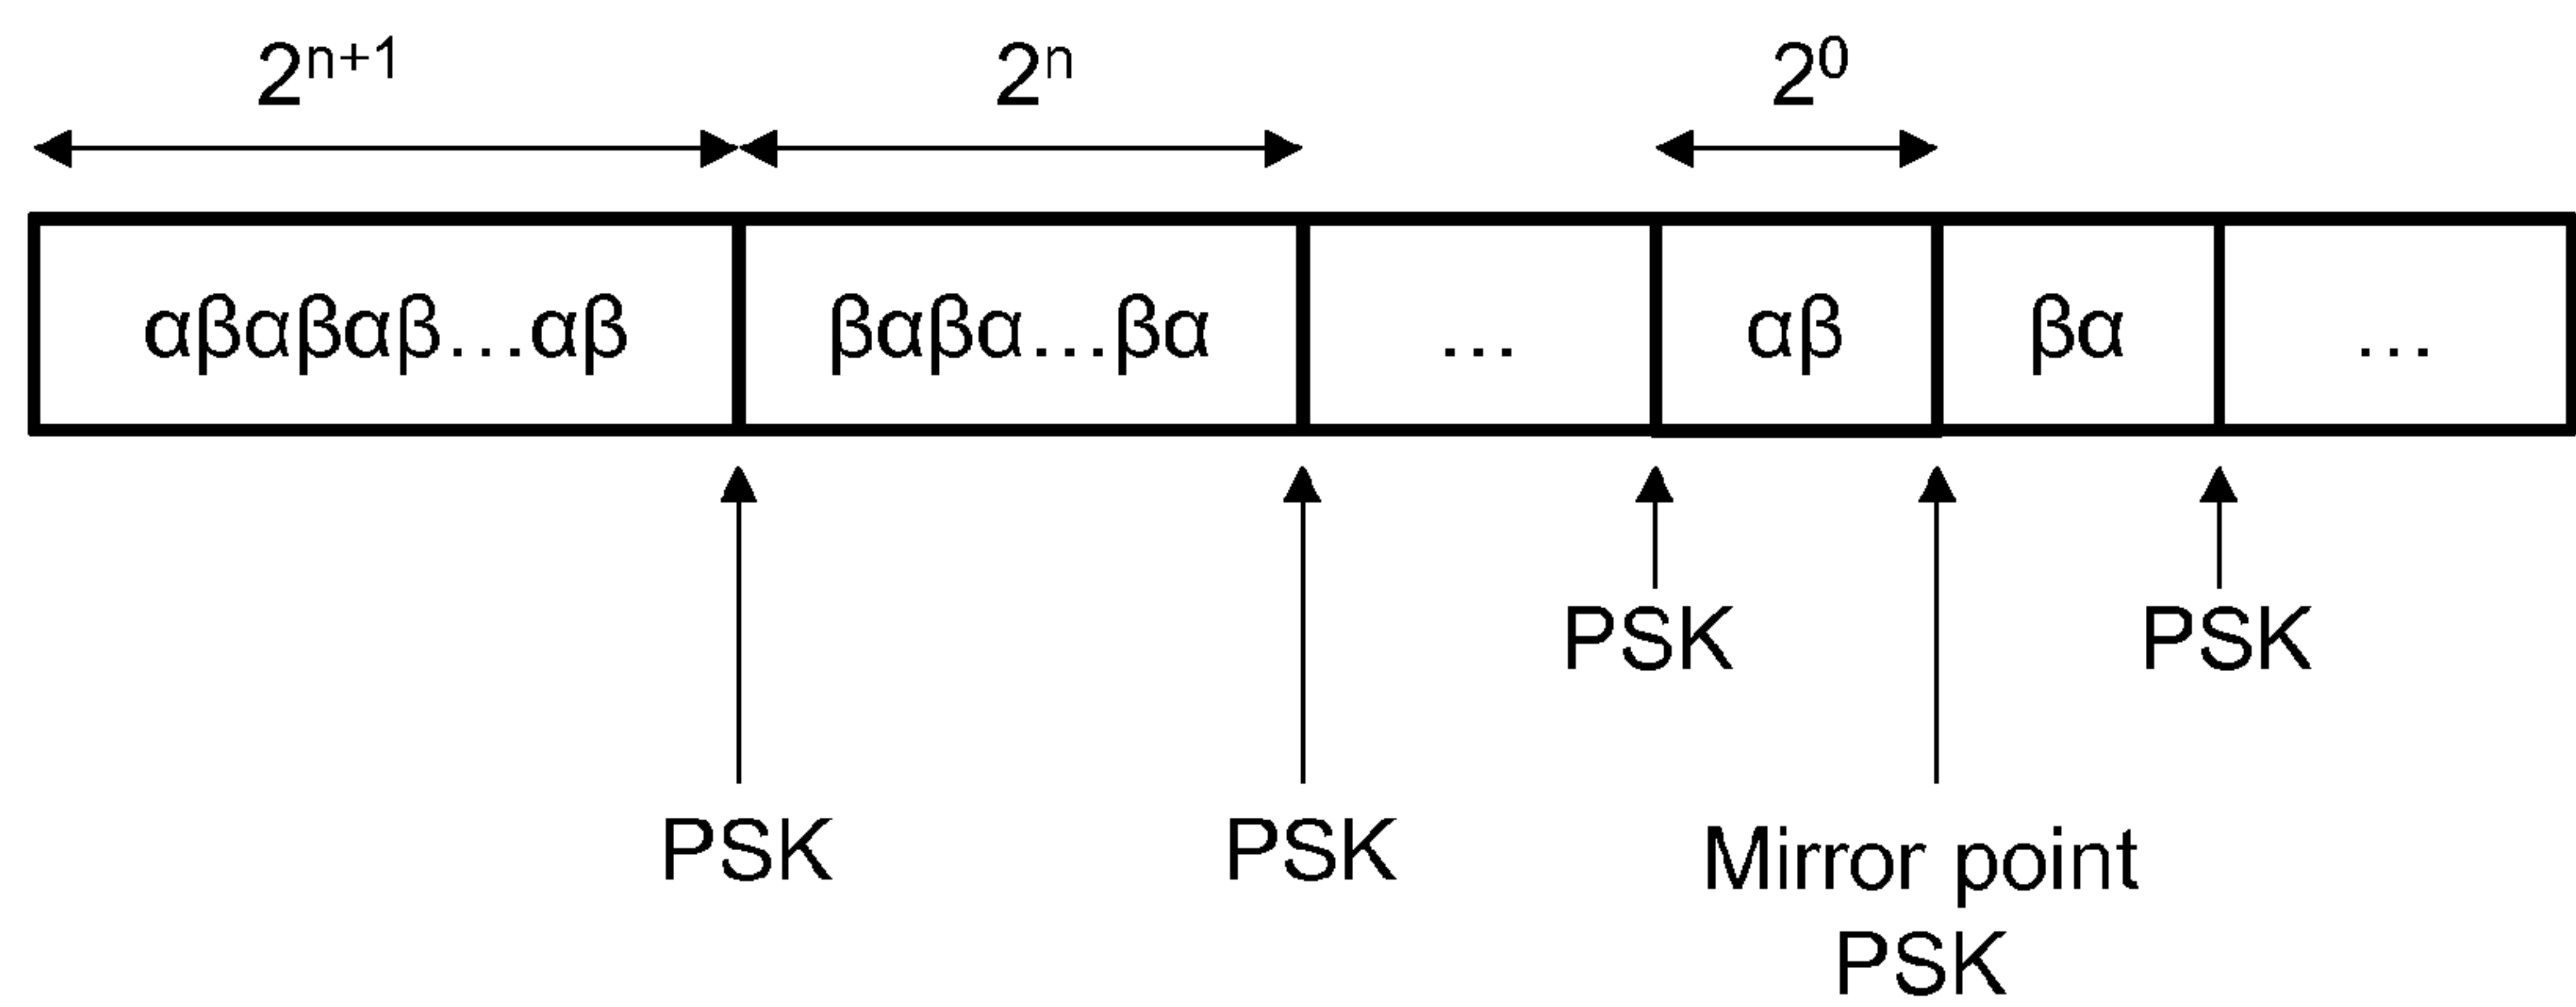 2ⁿ⁺¹ 2ⁿ 2⁰
αβαβαβ...αβ βαβα...βα ... αβ βα ...
PSK PSK
PSK PSK Mirror point
PSK